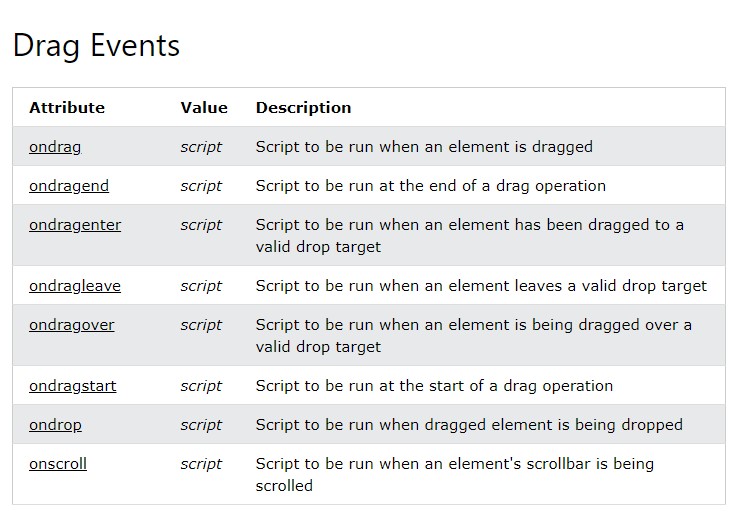 Drag Events
Attribute Value Description
ondrag script Script to be run when an element is dragged
ondragend script Script to be run at the end of a drag operation
ondragenter script Script to be run when an element has been dragged to a
valid drop target
ondragleave script Script to be run when an element leaves a valid drop target
ondragover script Script to be run when an element is being dragged over a
valid drop target
ondragstart script Script to be run at the start of a drag operation
ondrop script Script to be run when dragged element is being dropped
onscroll script Script to be run when an element's scrollbar is being
scrolled